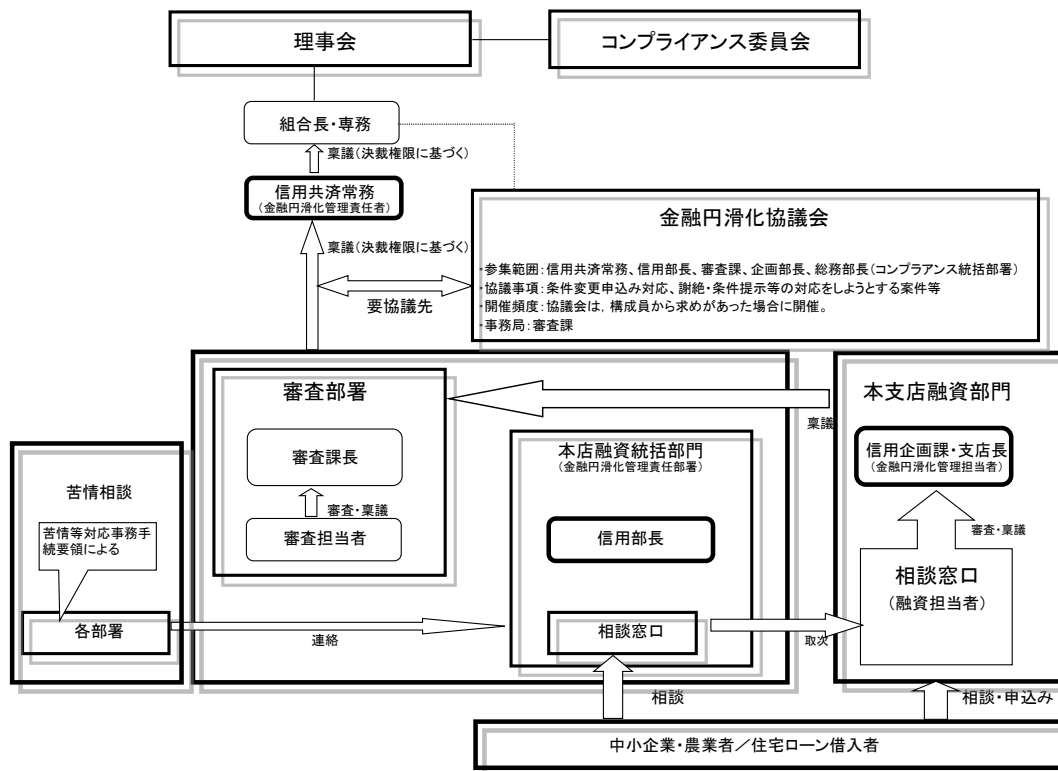 理事会
コンプライアンス委員会
組合長・専務
稟議(決裁権限に基づく)
信用共済常務
(金融円滑化管理責任者)
金融円滑化協議会
稟議(決裁権限に基づく)
・参集範囲:信用共済常務、信用部長、審査課、企画部長、総務部長(コンプラアンス統括部署)
・協議事項:条件変更申込み対応、謝絶・条件提示等の対応をしようとする案件等
・開催頻度:協議会は, 構成員から求めがあった場合に開催。
・事務局:審査課
要協議先
審査部署
本支店融資部門
稟議
審査課長
本店融資統括部門
(金融円滑化管理責任部署)
信用企画課・支店長
(金融円滑化管理担当者)
苦情相談
審査・稟議
苦情等対応事務手
続要領による
審査担当者
信用部長
審査・稟議
相談窓口
(融資担当者)
各部署
連絡
相談窓口
取次
相談
相談・申込み
中小企業・農業者/住宅ローン借入者